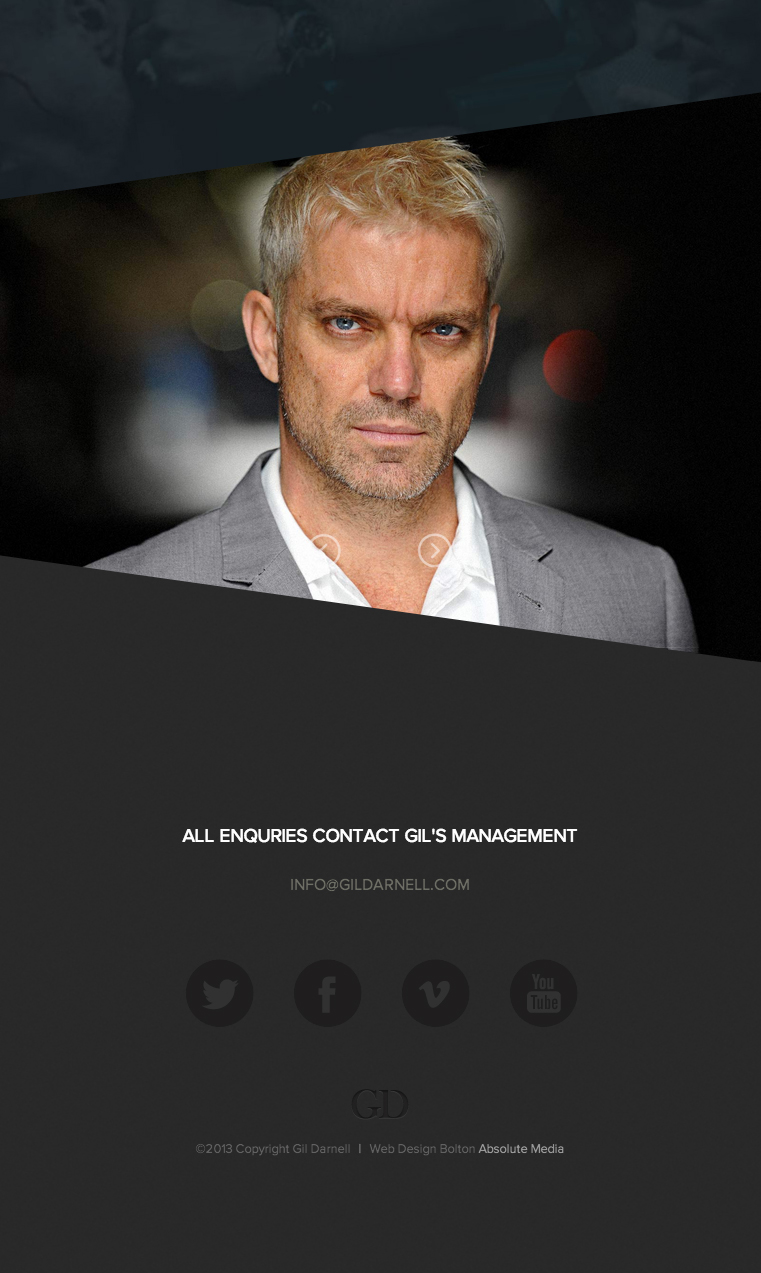 ALL ENQURIES CONTACT GIL'S MANAGEMENT
INFO@GILDARNELL.COM
You
Tube
GD
©2013 Copyright Gil Darnell | Web Design Bolton Absolute Media